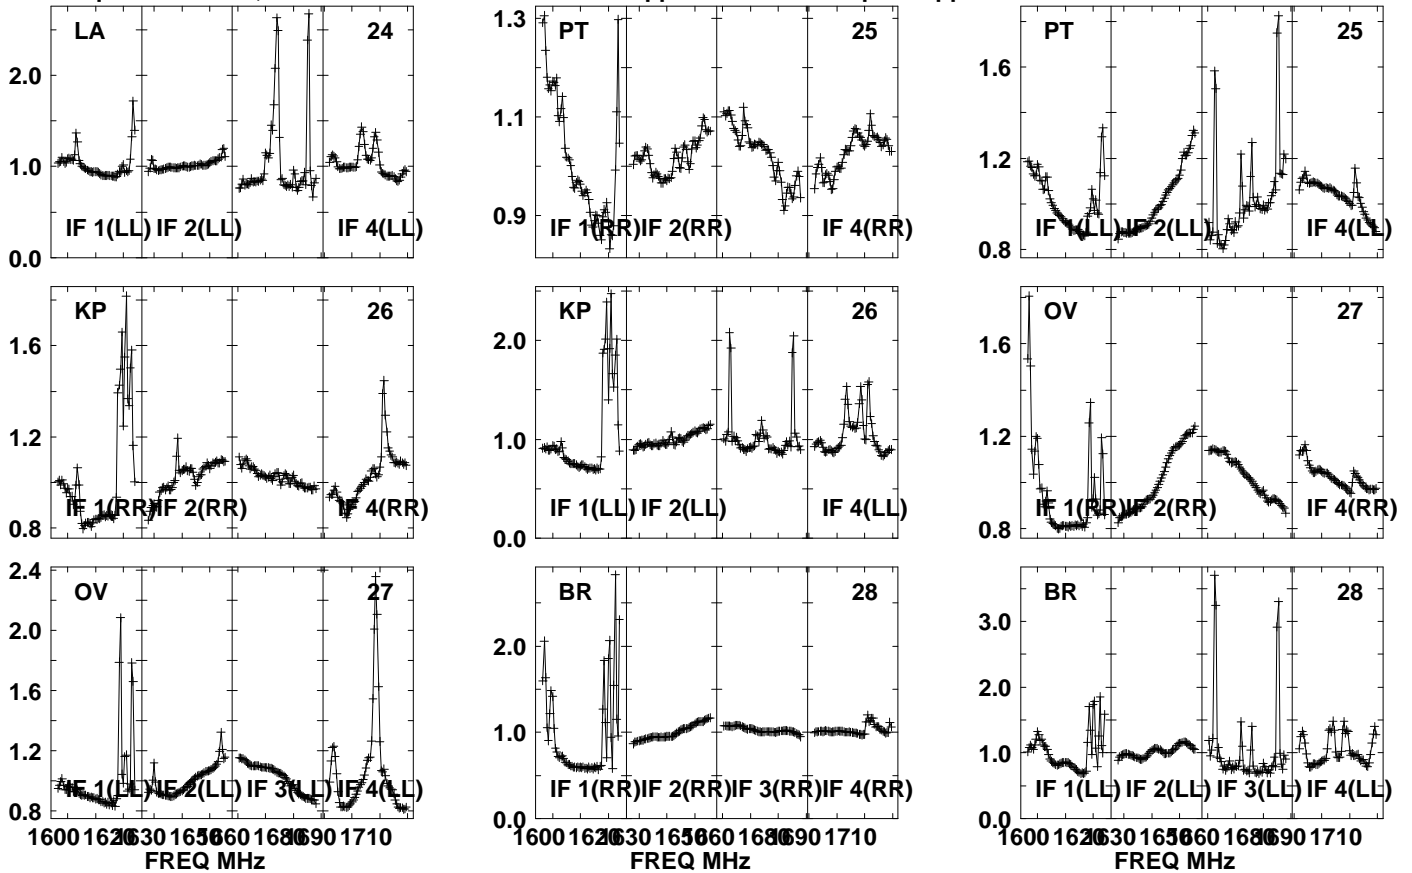 LA 24 PT 25 PT 25
2.0 1.0 0.0
1.3 1.1 0.9
1.6 1.2 0.8
IF 1(LL) IF 2(LL) IF 4(LL)
IF 1(RR) IF 2(RR) IF 4(RR)
IF 1(LL) IF 2(LL) IF 4(LL)
KP 26 KP 26 OV 27
1.6 1.2 0.8
2.0 1.0 0.0
1.6 1.2 0.8
IF 1(RR) IF 2(RR) IF 4(RR)
IF 1(LL) IF 2(LL) IF 4(LL)
IF 1(RR) IF 2(RR) IF 4(RR)
OV 27 BR 28 BR 28
2.4 2.0 1.6 1.2 0.8
2.0 1.0 0.0
3.0 2.0 1.0 0.0
IF 1(LL) IF 2(LL) IF 3(LL) IF 4(LL)
IF 1(RR) IF 2(RR) IF 3(RR) IF 4(RR)
IF 1(LL) IF 2(LL) IF 3(LL) IF 4(LL)
1600 1620 1630 1650 1660 1680 1690 1710
1600 1620 1630 1650 1660 1680 1690 1710
1600 1620 1630 1650 1660 1680 1690 1710
FREQ MHz FREQ MHz FREQ MHz